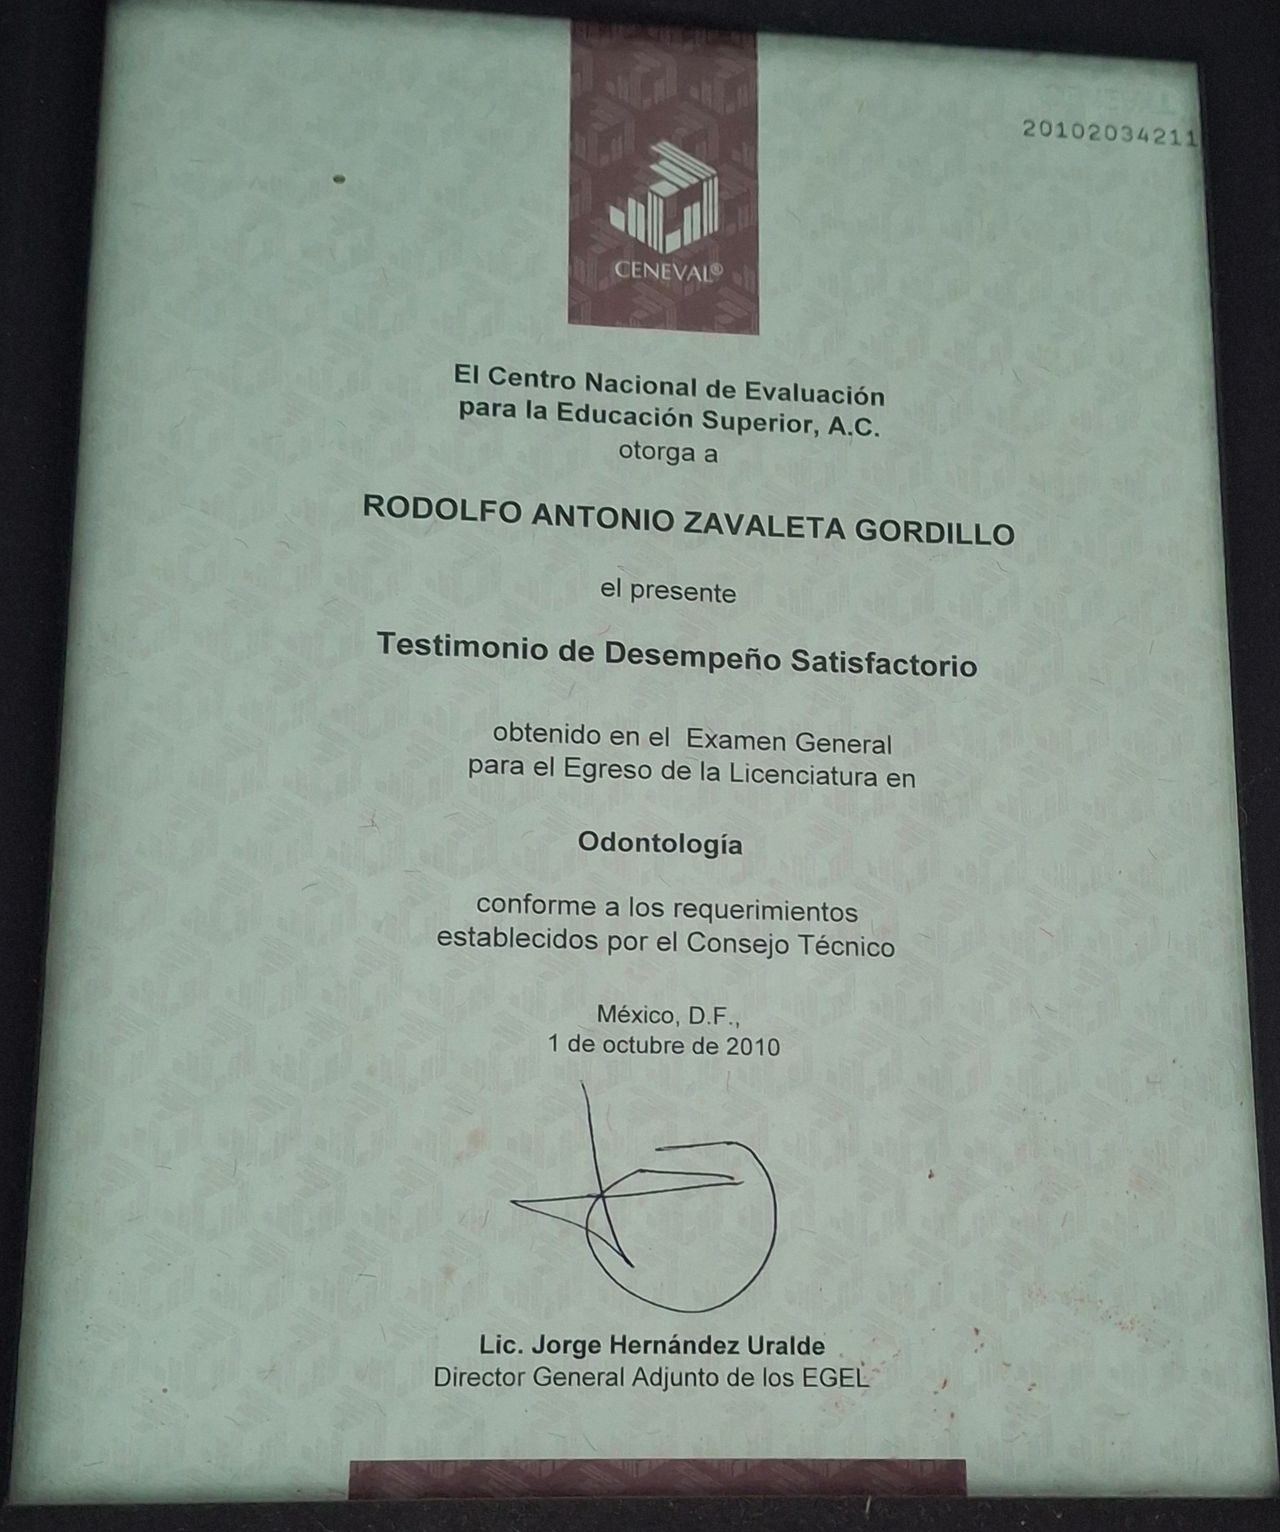 20102034211
CENEVAL®
El Centro Nacional de Evaluación
para la Educación Superior, A.C.
otorga a
RODOLFO ANTONIO ZAVALETA GORDILLO
el presente
Testimonio de Desempeño Satisfactorio
obtenido en el Examen General
para el Egreso de la Licenciatura en
Odontología
conforme a los requerimientos
establecidos por el Consejo Técnico
México, D.F.,
1 de octubre de 2010
Lic. Jorge Hernández Uralde
Director General Adjunto de los EGEL